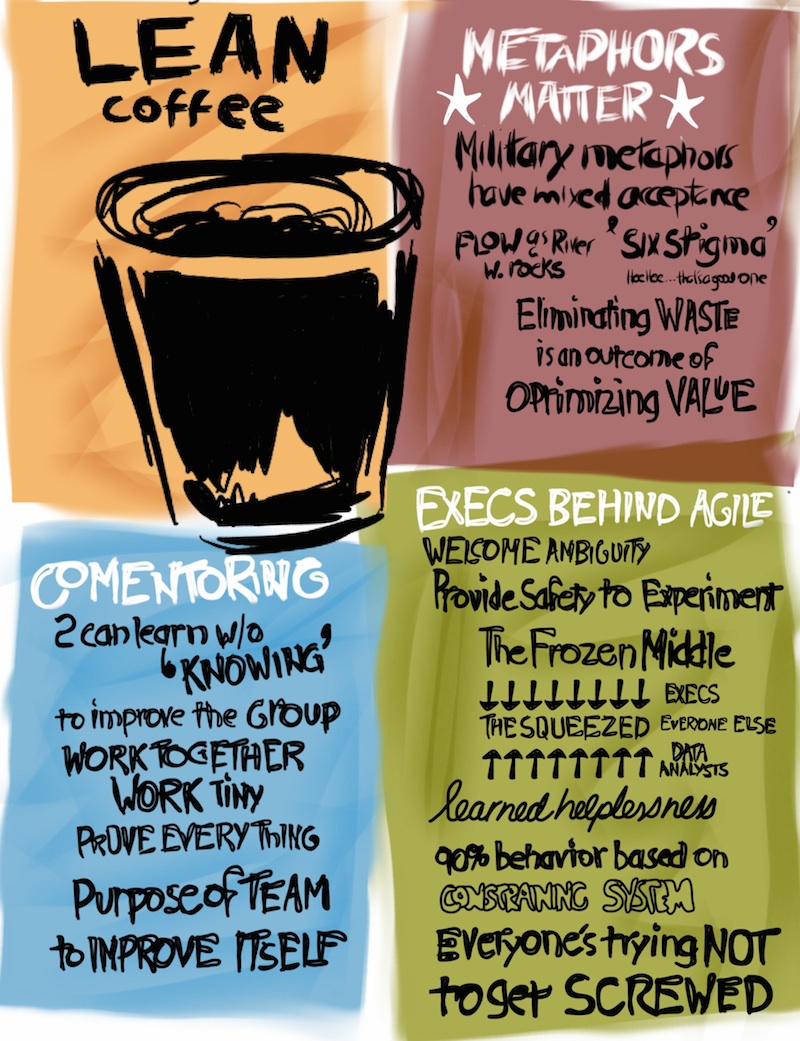 LEAN
coffee
METAPHORS
MATTER
Military metaphors
have mixed acceptance
FLOW as River 'Six Stigma'
w. rocks
Hee Hee... that's a good one
Eliminating WASTE
is an outcome of
Optimizing VALUE
COMENTORING
2 can learn w/o
'KNOWING'
to improve the GROUP
WORK TOGETHER
WORK TINY
PROVE EVERYTHING
Purpose of TEAM
to IMPROVE ITSELF
EXECS BEHIND AGILE
WELCOME AMBIGUITY
Provide Safety to Experiment
The Frozen Middle
↓↓↓↓↓↓↓↓↓ EXECS
THE SQUEEZED EVERYONE ELSE
↑↑↑↑↑↑↑↑↑ DATA
ANALYSTS
learned helplessness
90% behavior based on
CONSTRAINING SYSTEM
Everyone's trying NOT
to get SCREWED